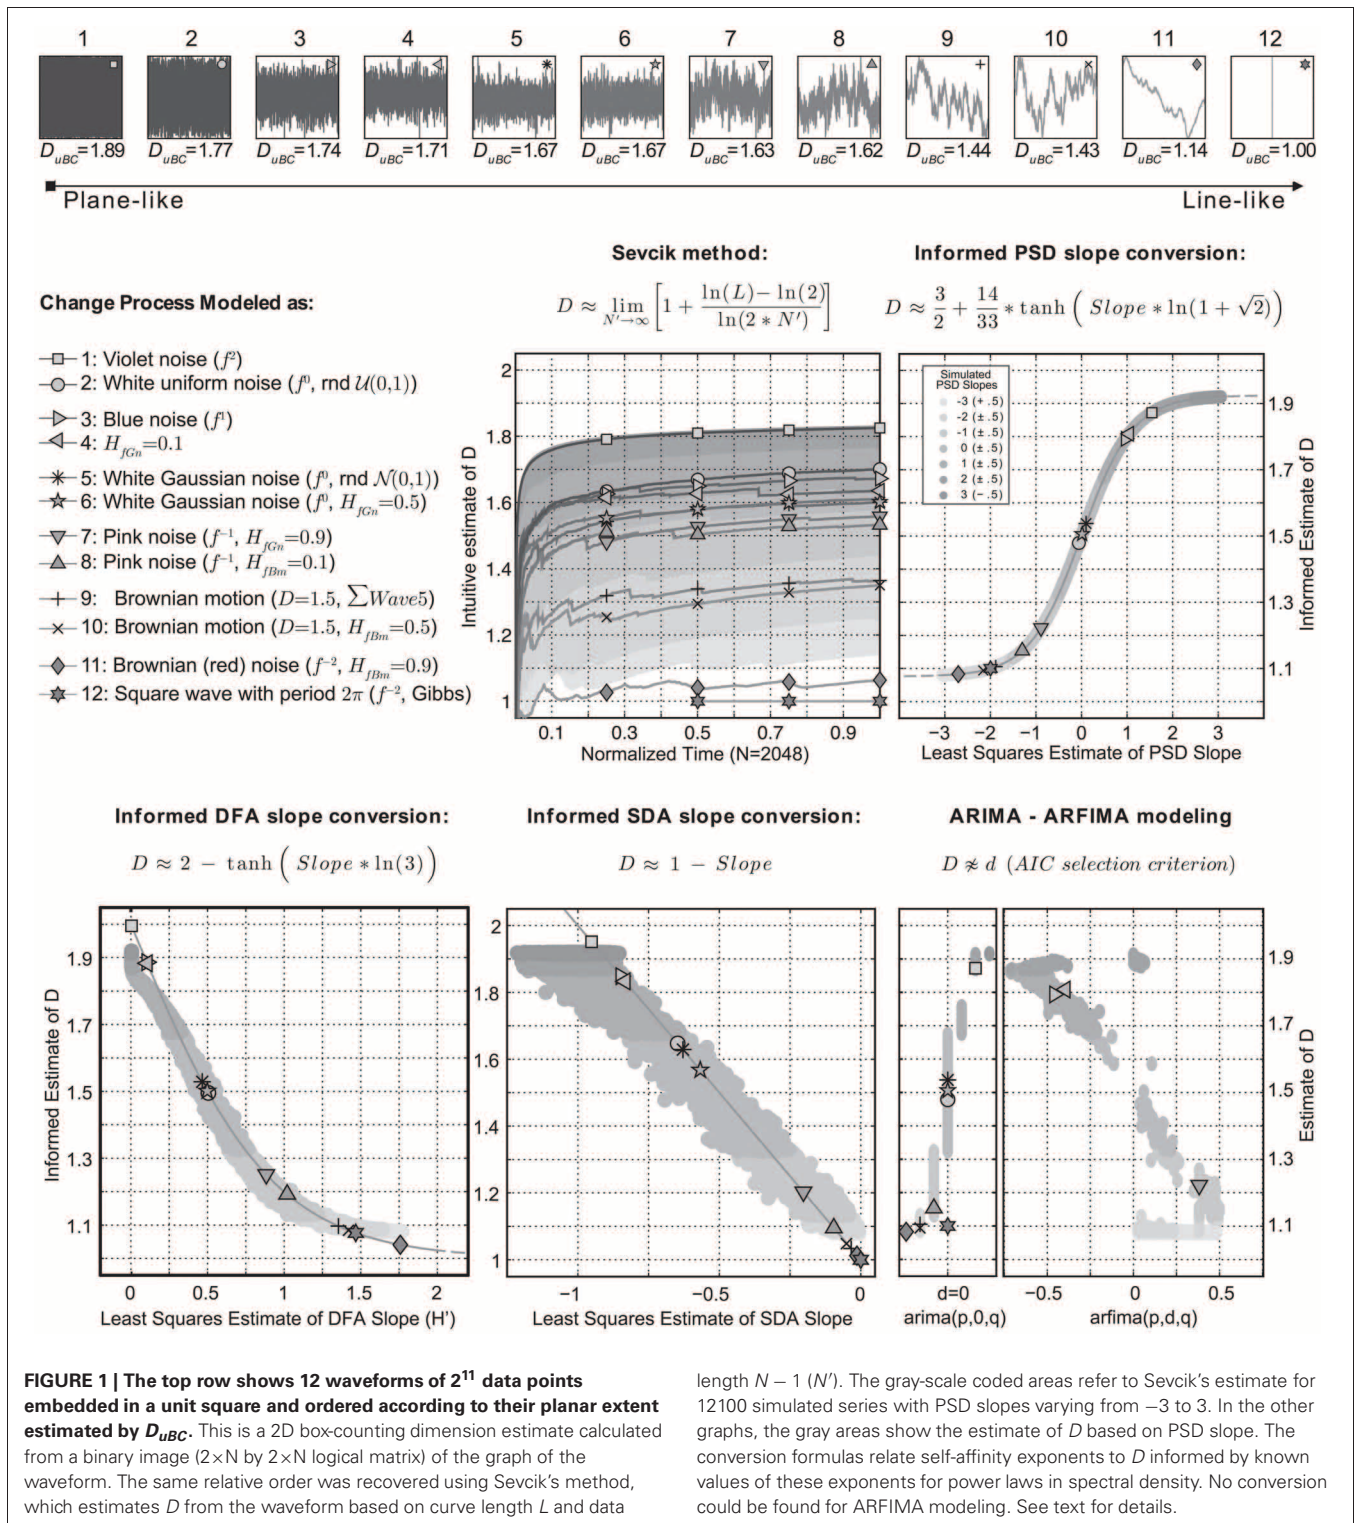 1 2 3 4 5 6 7 8 9 10 11 12
D_uBC=1.89 D_uBC=1.77 D_uBC=1.74 D_uBC=1.71 D_uBC=1.67 D_uBC=1.67 D_uBC=1.63 D_uBC=1.62 D_uBC=1.44 D_uBC=1.43 D_uBC=1.14 D_uBC=1.00
Plane-like Line-like
Change Process Modeled as:
1: Violet noise (f²)
2: White uniform noise (f⁰, rnd 𝒰(0,1))
3: Blue noise (f¹)
4: H_fGn=0.1
5: White Gaussian noise (f⁰, rnd 𝒩(0,1))
6: White Gaussian noise (f⁰, H_fGn=0.5)
7: Pink noise (f⁻¹, H_fGn=0.9)
8: Pink noise (f⁻¹, H_fBm=0.1)
9: Brownian motion (D=1.5, ∑Wave5)
10: Brownian motion (D=1.5, H_fBm=0.5)
11: Brownian (red) noise (f⁻², H_fBm=0.9)
12: Square wave with period 2π (f⁻², Gibbs)
Sevcik method:
D ≈ lim N'→∞ [1 + ln(L)−ln(2) / ln(2 * N')]
Intuitive estimate of D
2
1.8
1.6
1.4
1.2
1
0.1 0.3 0.5 0.7 0.9
Normalized Time (N=2048)
Informed PSD slope conversion:
D ≈ 3/2 + 14/33 * tanh ( Slope * ln(1 + √2) )
Simulated
PSD Slopes
-3 (+ .5)
-2 (± .5)
-1 (± .5)
0 (± .5)
1 (± .5)
2 (± .5)
3 (− .5)
1.9
1.7
1.5
1.3
1.1
Informed Estimate of D
−3 −2 −1 0 1 2 3
Least Squares Estimate of PSD Slope
Informed DFA slope conversion:
D ≈ 2 − tanh ( Slope * ln(3) )
Informed Estimate of D
1.9
1.7
1.5
1.3
1.1
0 0.5 1 1.5 2
Least Squares Estimate of DFA Slope (H')
Informed SDA slope conversion:
D ≈ 1 − Slope
2
1.8
1.6
1.4
1.2
1
−1 −0.5 0
Least Squares Estimate of SDA Slope
ARIMA - ARFIMA modeling
D ≉ d (AIC selection criterion)
1.9
1.7
1.5
1.3
1.1
Estimate of D
d=0 −0.5 0 0.5
arima(p,0,q) arfima(p,d,q)
FIGURE 1 | The top row shows 12 waveforms of 2¹¹ data points
embedded in a unit square and ordered according to their planar extent
estimated by D_uBC. This is a 2D box-counting dimension estimate calculated
from a binary image (2×N by 2×N logical matrix) of the graph of the
waveform. The same relative order was recovered using Sevcik's method,
which estimates D from the waveform based on curve length L and data
length N − 1 (N′). The gray-scale coded areas refer to Sevcik's estimate for
12100 simulated series with PSD slopes varying from −3 to 3. In the other
graphs, the gray areas show the estimate of D based on PSD slope. The
conversion formulas relate self-affinity exponents to D informed by known
values of these exponents for power laws in spectral density. No conversion
could be found for ARFIMA modeling. See text for details.